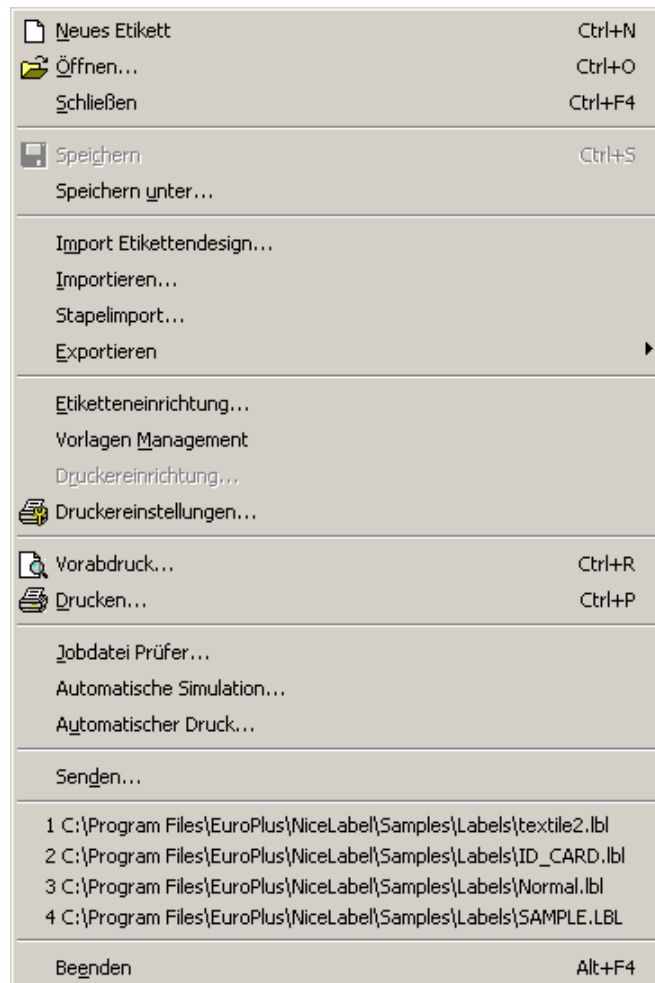 Neues Etikett Ctrl+N
Öffnen... Ctrl+O
Schließen Ctrl+F4
Speichern Ctrl+S
Speichern unter...
Import Etikettendesign...
Importieren...
Stapelimport...
Exportieren
Etiketteneinrichtung...
Vorlagen Management
Druckereinrichtung...
Druckereinstellungen...
Vorabdruck... Ctrl+R
Drucken... Ctrl+P
Jobdatei Prüfer...
Automatische Simulation...
Automatischer Druck...
Senden...
1 C:\Program Files\EuroPlus\NiceLabel\Samples\Labels\textile2.lbl
2 C:\Program Files\EuroPlus\NiceLabel\Samples\Labels\ID_CARD.lbl
3 C:\Program Files\EuroPlus\NiceLabel\Samples\Labels\Normal.lbl
4 C:\Program Files\EuroPlus\NiceLabel\Samples\Labels\SAMPLE.LBL
Beenden Alt+F4